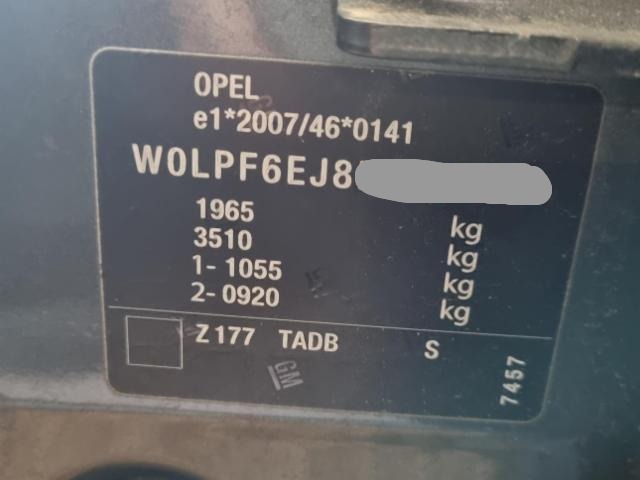 OPEL
e1*2007/46*0141
W0LPF6EJ8
1965 kg
3510 kg
1-1055 kg
2-0920 kg
Z177 TADB S
7457
GM